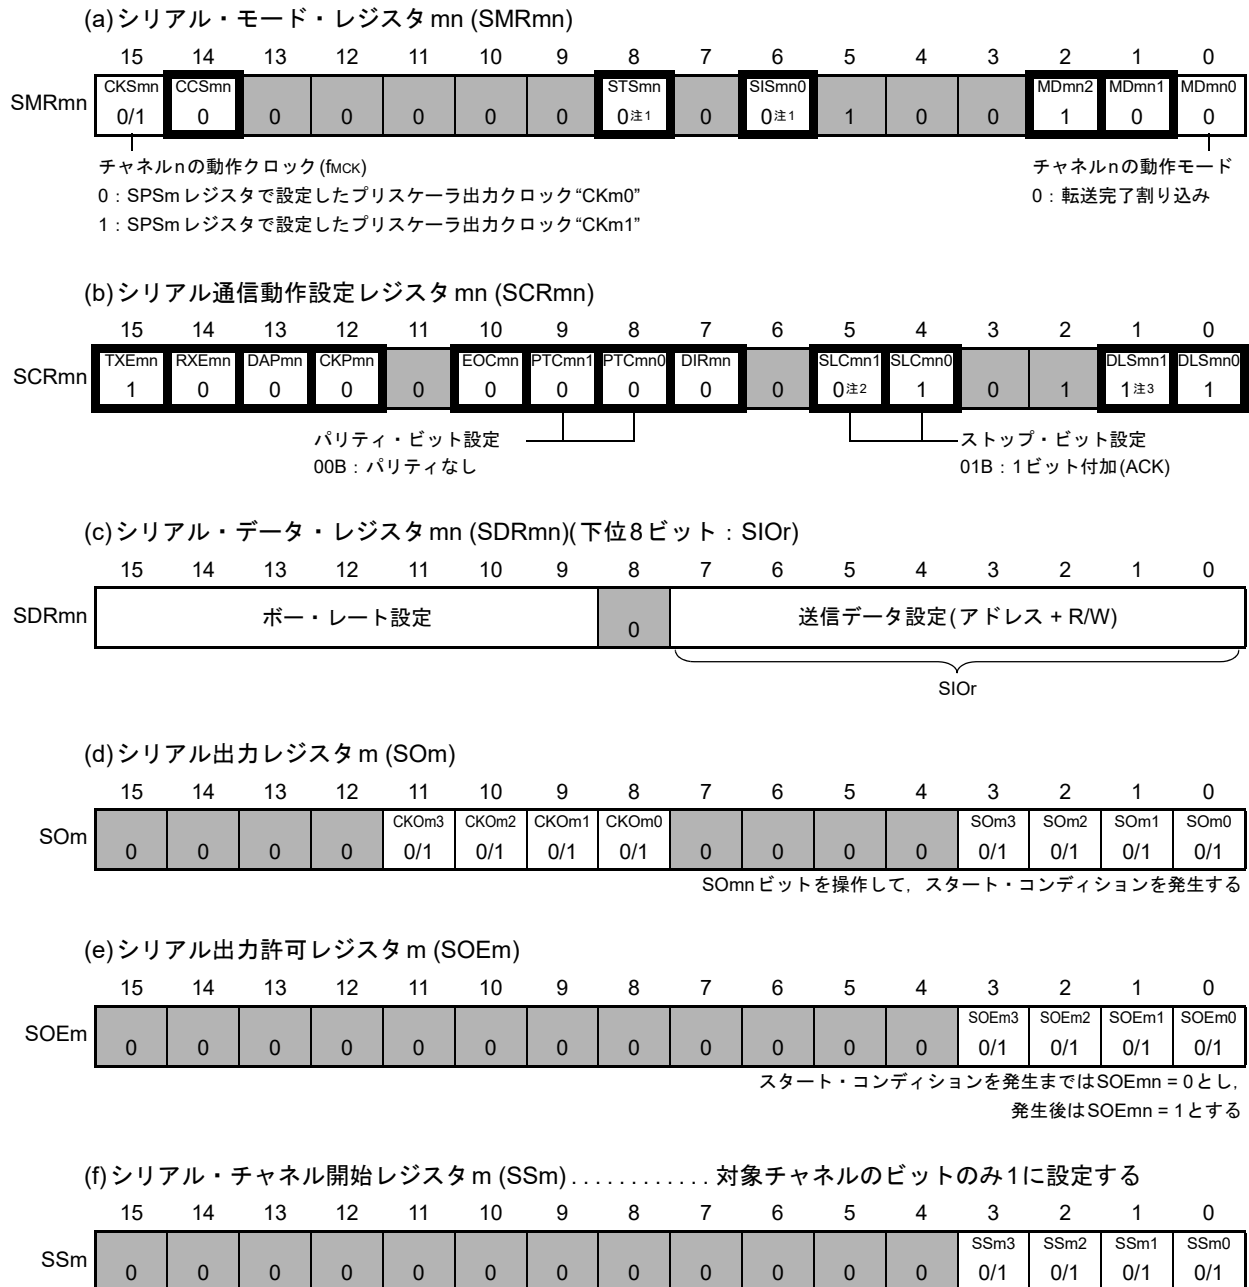 (a)シリアル・モード・レジスタmn (SMRmn)
15 14 13 12 11 10 9 8 7 6 5 4 3 2 1 0
CKSmn CCSmn STSmn SISmn0 MDmn2 MDmn1 MDmn0
SMRmn 0/1 0 0 0 0 0 0 0注1 0 0注1 1 0 0 1 0 0
チャネルnの動作クロック(fMCK) チャネルnの動作モード
0：SPSmレジスタで設定したプリスケーラ出力クロック“CKm0” 0：転送完了割り込み
1：SPSmレジスタで設定したプリスケーラ出力クロック“CKm1”
(b)シリアル通信動作設定レジスタmn (SCRmn)
15 14 13 12 11 10 9 8 7 6 5 4 3 2 1 0
TXEmn RXEmn DAPmn CKPmn EOCmn PTCmn1 PTCmn0 DIRmn SLCmn1 SLCmn0 DLSmn1 DLSmn0
SCRmn 1 0 0 0 0 0 0 0 0 0 0注2 1 0 1 1注3 1
パリティ・ビット設定 ストップ・ビット設定
00B：パリティなし 01B：1ビット付加(ACK)
(c)シリアル・データ・レジスタmn (SDRmn)(下位8ビット：SIOr)
15 14 13 12 11 10 9 8 7 6 5 4 3 2 1 0
SDRmn ボー・レート設定 0 送信データ設定(アドレス + R/W)
SIOr
(d)シリアル出力レジスタm (SOm)
15 14 13 12 11 10 9 8 7 6 5 4 3 2 1 0
CKOm3 CKOm2 CKOm1 CKOm0 SOm3 SOm2 SOm1 SOm0
SOm 0 0 0 0 0/1 0/1 0/1 0/1 0 0 0 0 0/1 0/1 0/1 0/1
SOmnビットを操作して，スタート・コンディションを発生する
(e)シリアル出力許可レジスタm (SOEm)
15 14 13 12 11 10 9 8 7 6 5 4 3 2 1 0
SOEm3 SOEm2 SOEm1 SOEm0
SOEm 0 0 0 0 0 0 0 0 0 0 0 0 0/1 0/1 0/1 0/1
スタート・コンディションを発生まではSOEmn = 0とし，
発生後はSOEmn = 1とする
(f)シリアル・チャネル開始レジスタm (SSm) . . . . . . . . . . . . 対象チャネルのビットのみ1に設定する
15 14 13 12 11 10 9 8 7 6 5 4 3 2 1 0
SSm3 SSm2 SSm1 SSm0
SSm 0 0 0 0 0 0 0 0 0 0 0 0 0/1 0/1 0/1 0/1